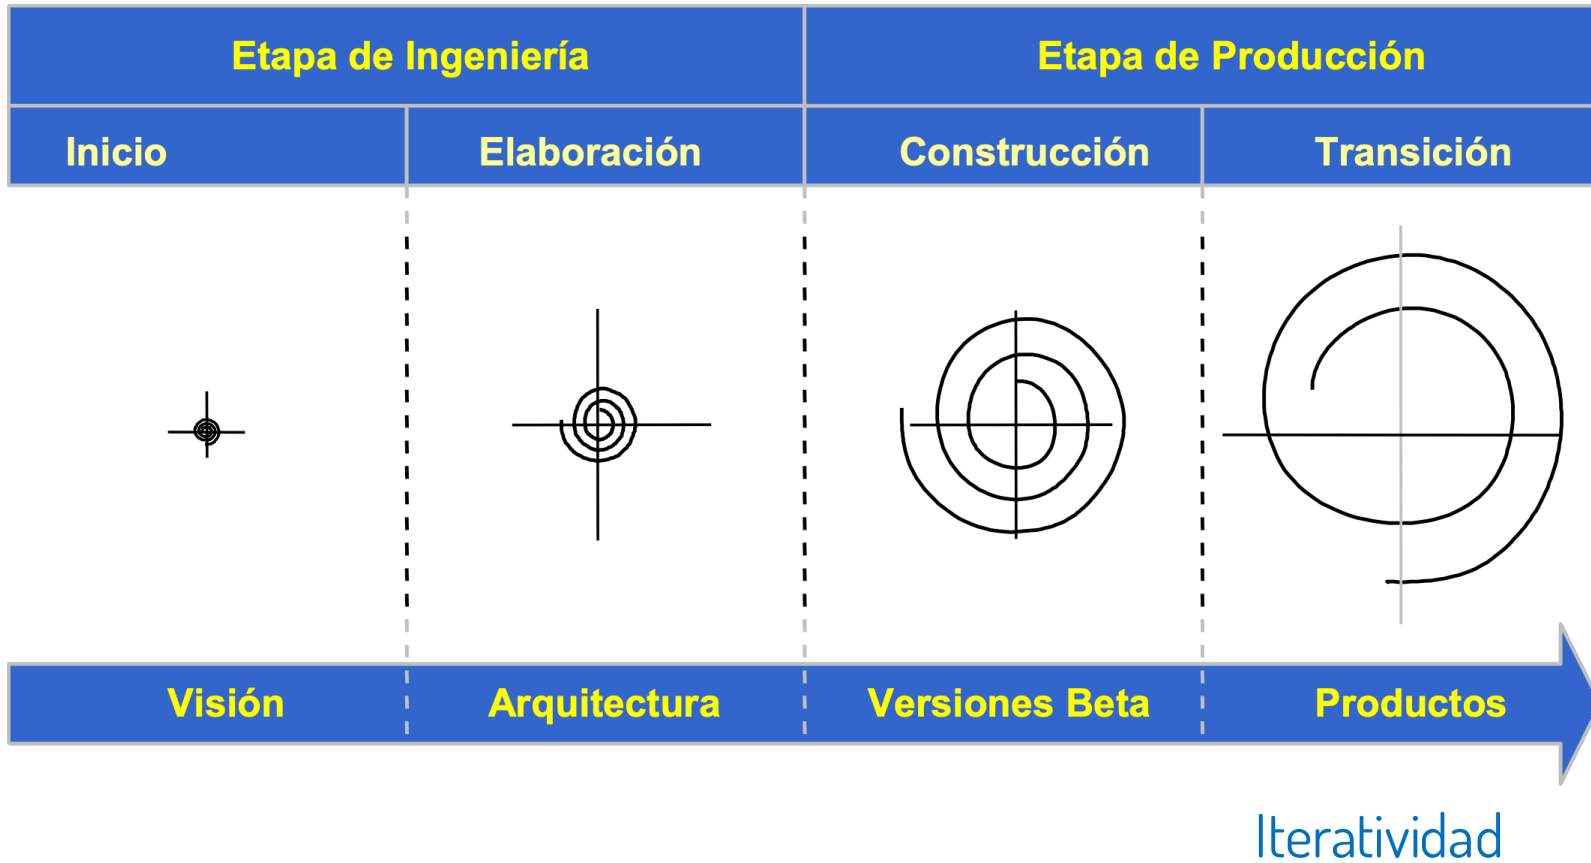 Etapa de Ingeniería
Etapa de Producción
Inicio
Elaboración
Construcción
Transición
Visión
Arquitectura
Versiones Beta
Productos
Iteratividad